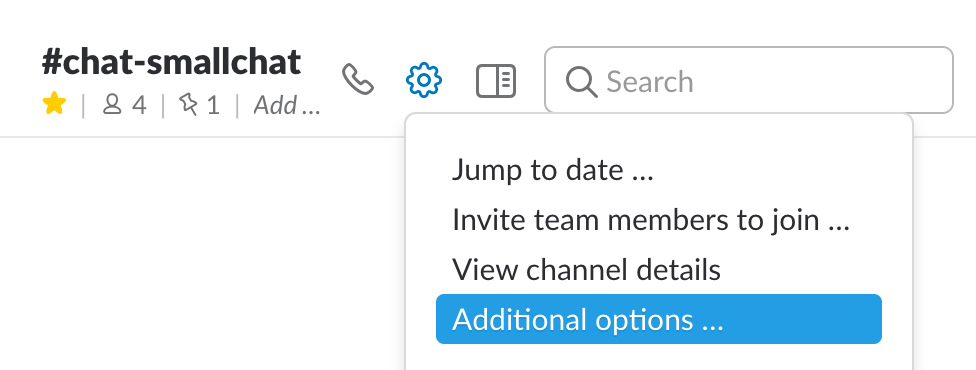 #chat-smallchat
4 | 1 | Add ...
Search
Jump to date ...
Invite team members to join ...
View channel details
Additional options ...